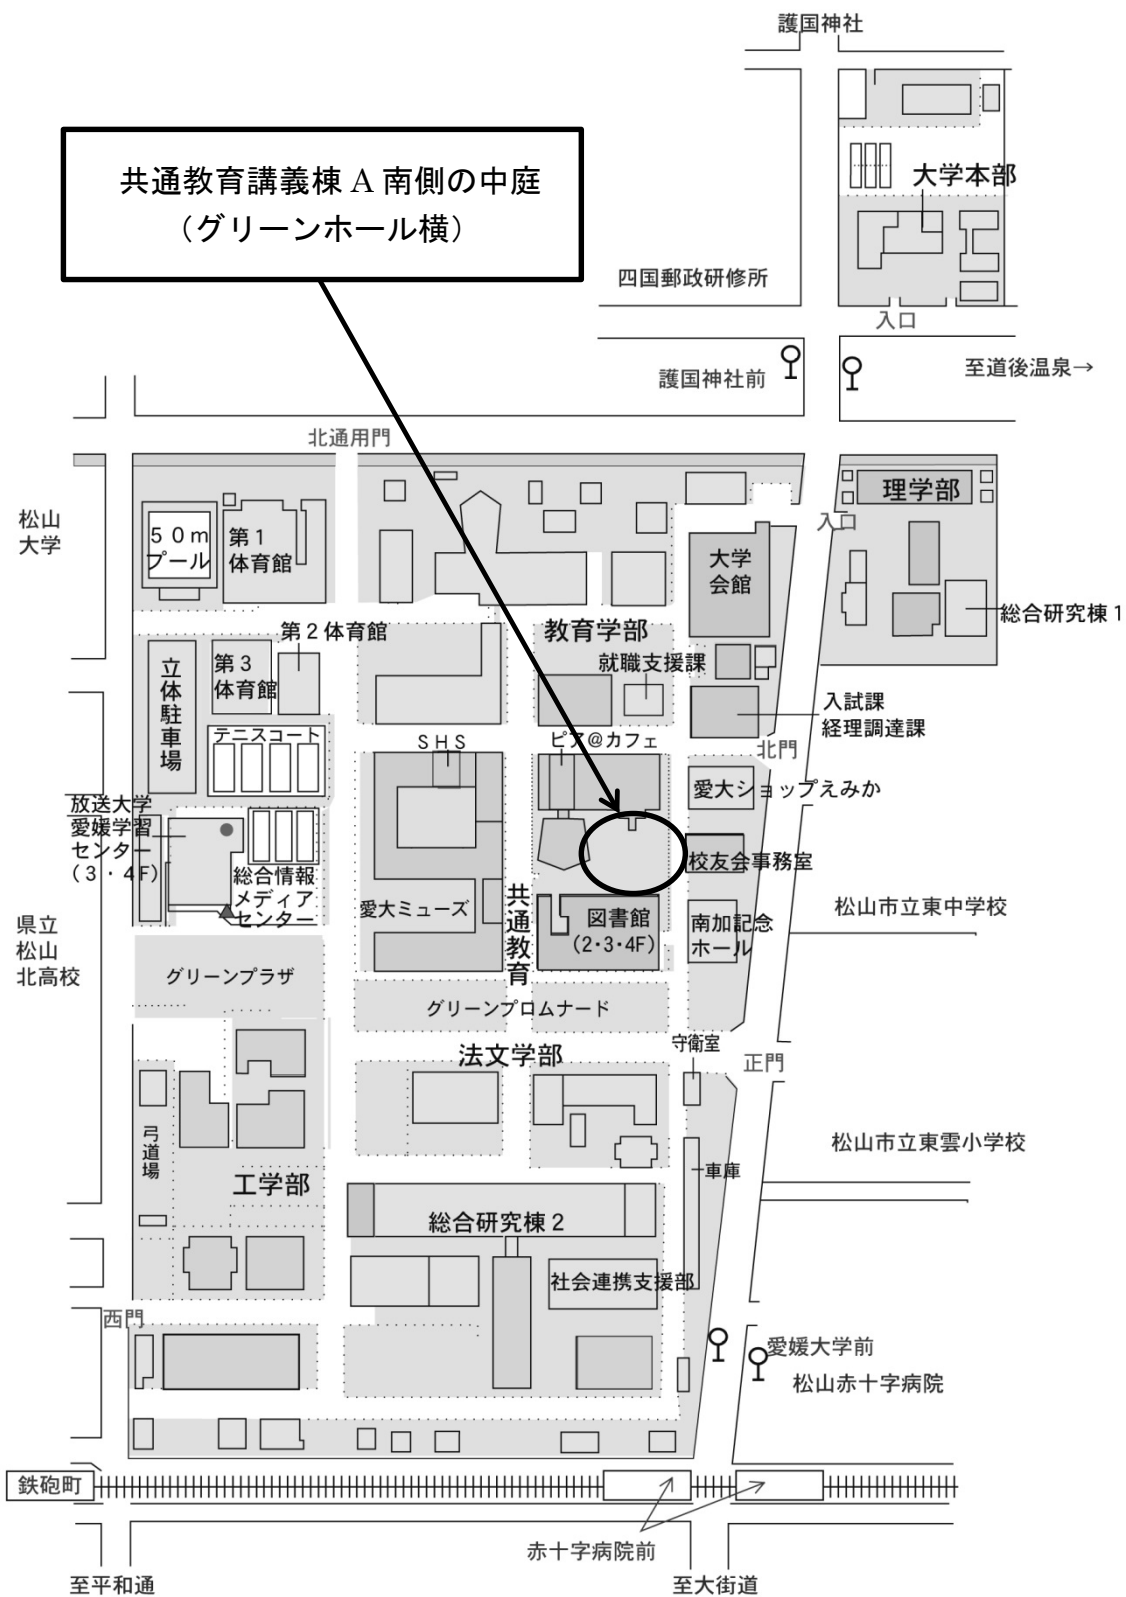 護国神社
共通教育講義棟A南側の中庭
（グリーンホール横）
大学本部
四国郵政研修所
入口
護国神社前
至道後温泉→
北通用門
松山
大学
50m
プール
第1
体育館
大学
会館
理学部
入口
総合研究棟1
第2体育館
教育学部
就職支援課
立体駐車場
第3
体育館
テニスコート
SHS
ピア@カフェ
入試課
経理調達課
北門
愛大ショップえみか
放送大学
愛媛学習
センター
(3・4F)
総合情報
メディア
センター
愛大ミューズ
共通教育
図書館
(2・3・4F)
校友会事務室
南加記念
ホール
松山市立東中学校
県立
松山
北高校
グリーンプラザ
グリーンプロムナード
法文学部
守衛室
正門
弓道場
工学部
車庫
松山市立東雲小学校
総合研究棟2
社会連携支援部
西門
愛媛大学前
松山赤十字病院
鉄砲町
赤十字病院前
至平和通
至大街道